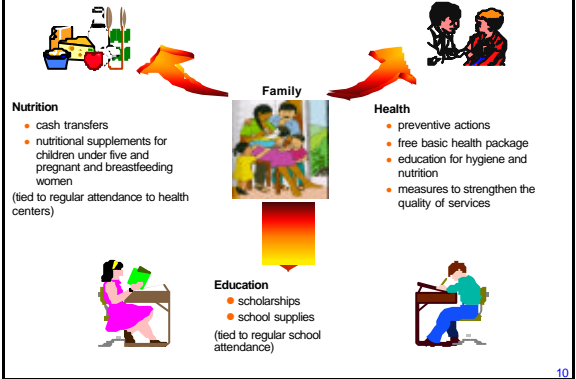 Family
Nutrition
cash transfers
nutritional supplements for
children under five and
pregnant and breastfeeding
women
(tied to regular attendance to health
centers)
Health
preventive actions
free basic health package
education for hygiene and
nutrition
measures to strengthen the
quality of services
Education
scholarships
school supplies
(tied to regular school
attendance)
10